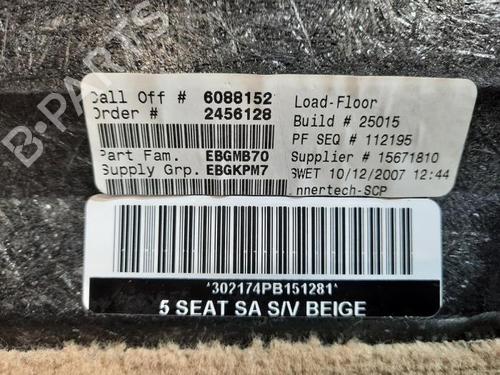 Call Off # 6088152
Order # 2456128
Part Fam. EBGMB70
Supply Grp. EBGKPM7
Load-Floor
Build # 25015
PF SEQ # 112195
Supplier # 15671810
SWET 10/12/2007 12:44
Innertech-SCP
*302174PB151281*
5 SEAT SA S/V BEIGE
B-PARTS